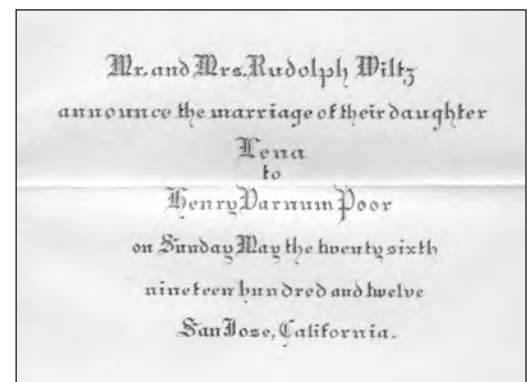 Mr. and Mrs. Rudolph Wiltz
announce the marriage of their daughter
Lena
to
Henry Varnum Poor
on Sunday May the twenty sixth
nineteen hundred and twelve
San Jose, California.